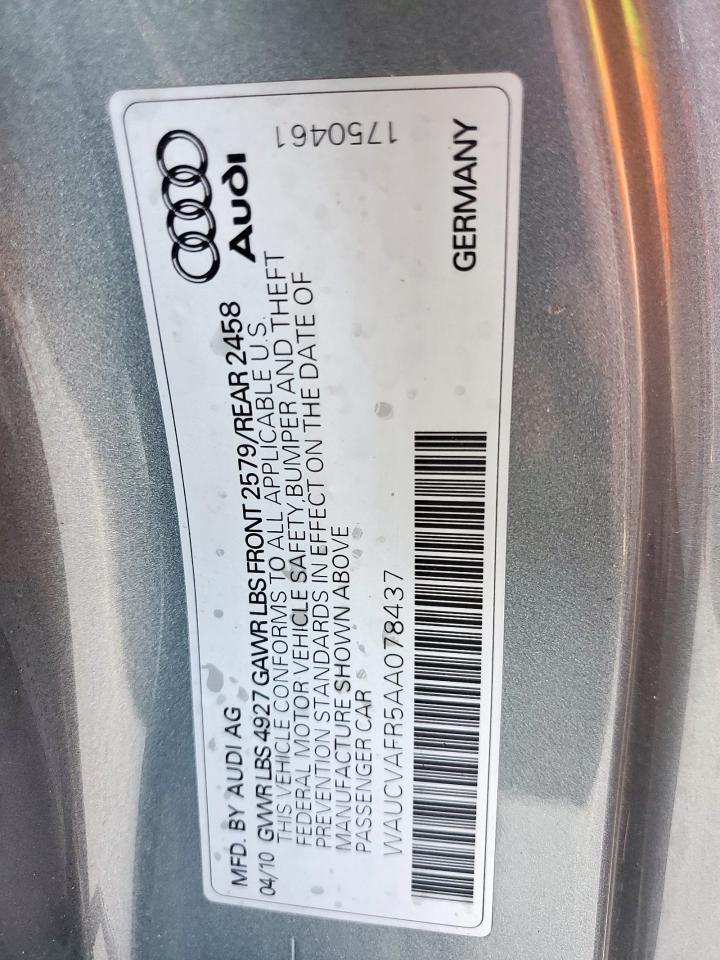 MFD. BY AUDI AG
04/10 GVWR LBS 4927 GAWR LBS FRONT 2579/REAR 2458
THIS VEHICLE CONFORMS TO ALL APPLICABLE U.S.
FEDERAL MOTOR VEHICLE SAFETY, BUMPER AND THEFT
PREVENTION STANDARDS IN EFFECT ON THE DATE OF
MANUFACTURE SHOWN ABOVE
PASSENGER CAR
WAUCVAFR5AA078437
Audi
1750461
GERMANY